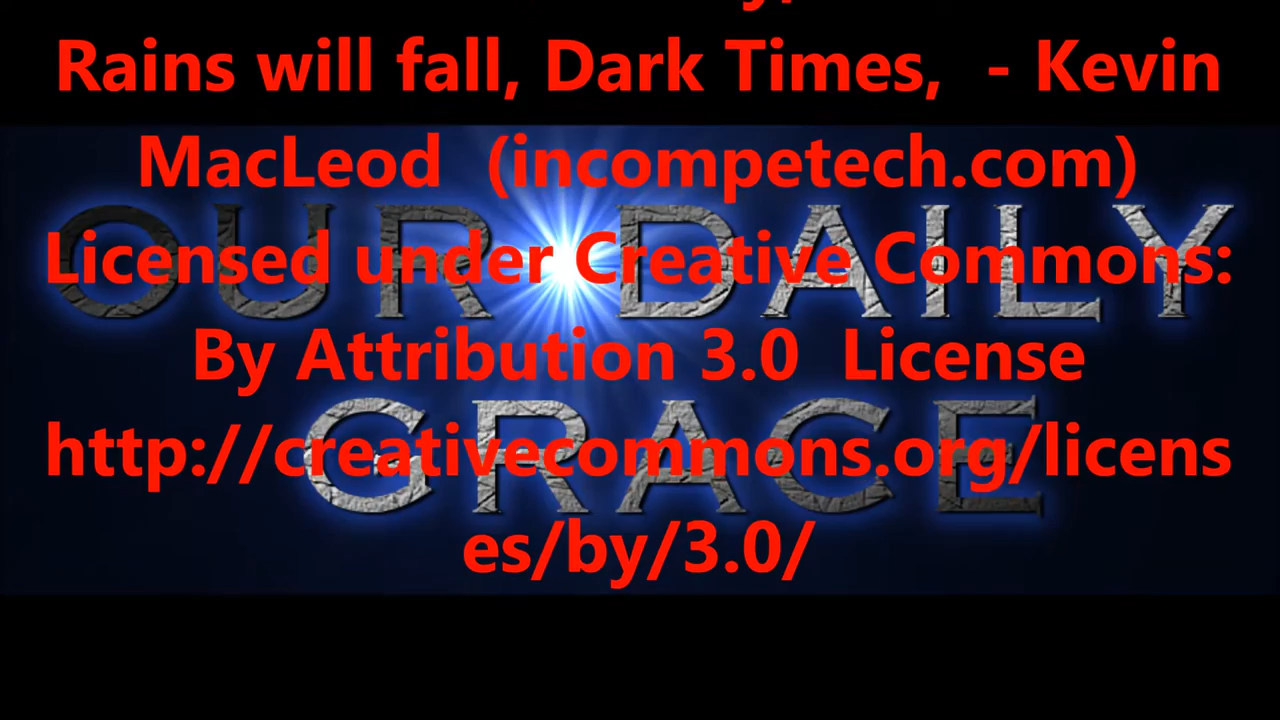 Rains will fall, Dark Times,  - Kevin
MacLeod  (incompetech.com)
Licensed under Creative Commons:
By Attribution 3.0  License
http://creativecommons.org/licens
es/by/3.0/
OUR DAILY
GRACE